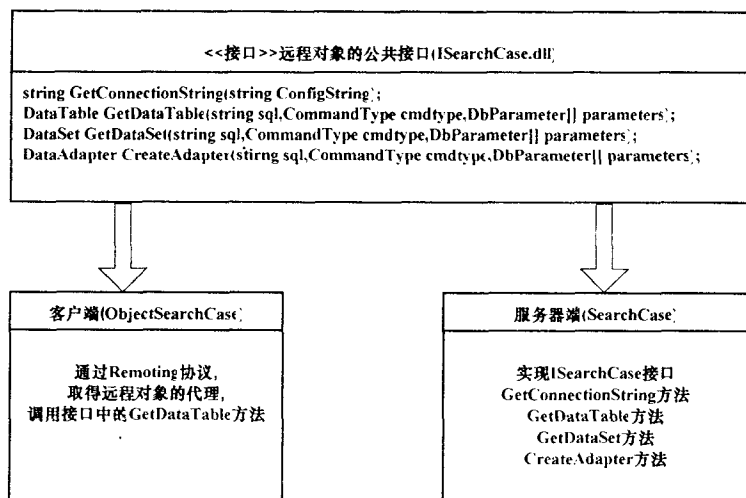 <<接口>>远程对象的公共接口(ISearchCase.dll)
string GetConnectionString(string ConfigString);
DataTable GetDataTable(string sql,CommandType cmdtype,DbParameter[] parameters);
DataSet GetDataSet(string sql,CommandType cmdtype,DbParameter[] parameters);
DataAdapter CreateAdapter(stirng sql,CommandType cmdtype,DbParameter[] parameters);
客户端(ObjectSearchCase)
通过Remoting协议,
取得远程对象的代理,
调用接口中的GetDataTable方法
服务器端(SearchCase)
实现ISearchCase接口
GetConnectionString方法
GetDataTable方法
GetDataSet方法
CreateAdapter方法